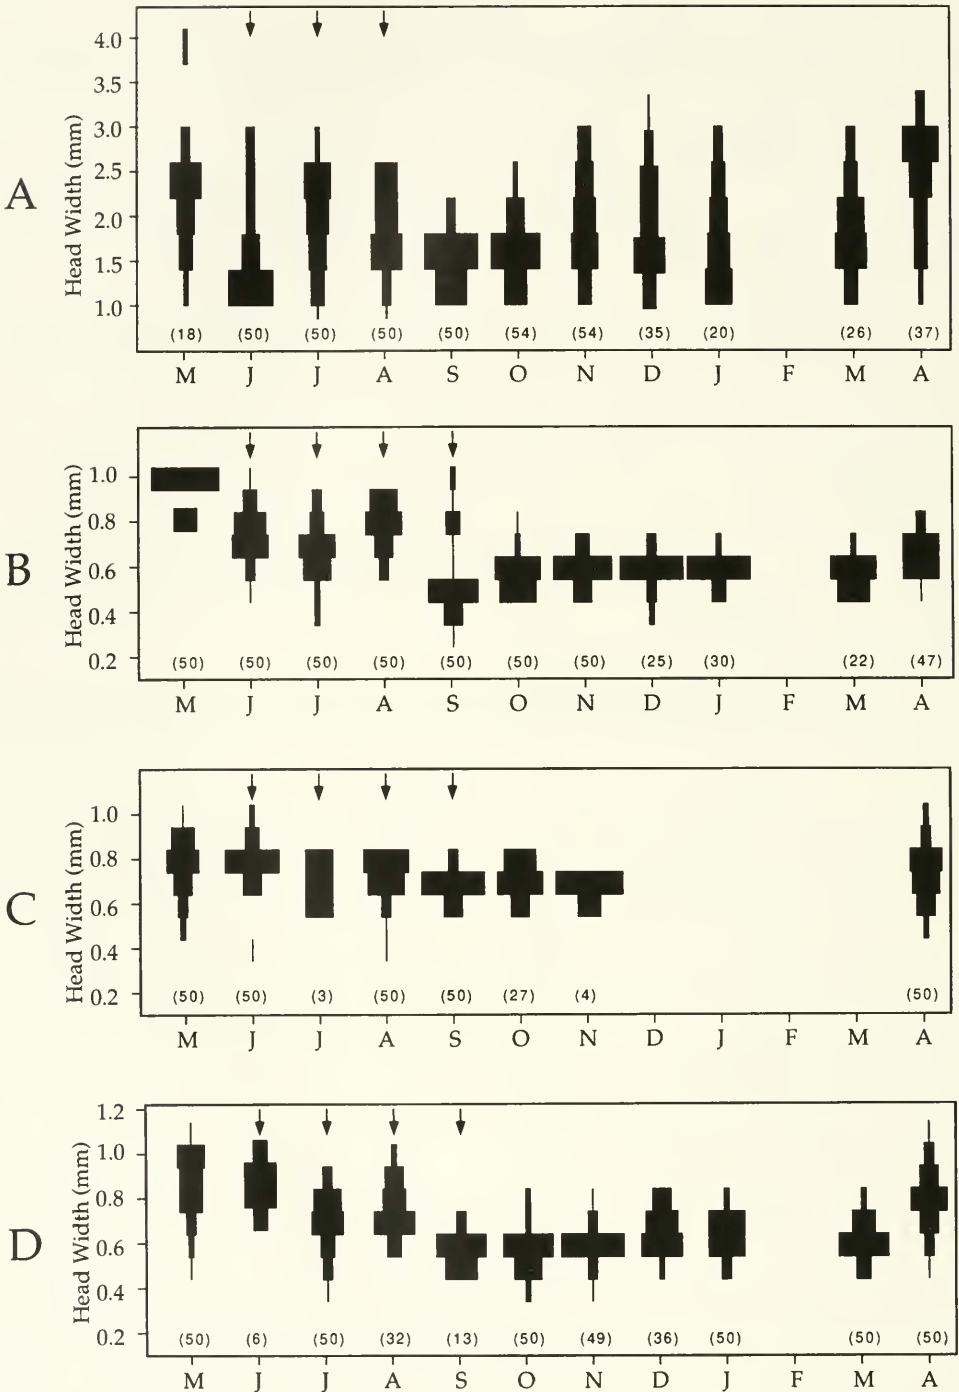 A
Head Width (mm)
4.0
3.5
3.0
2.5
2.0
1.5
1.0
(18) (50) (50) (50) (50) (54) (54) (35) (20) (26) (37)
M J J A S O N D J F M A
B
Head Width (mm)
1.0
0.8
0.6
0.4
0.2
(50) (50) (50) (50) (50) (50) (50) (25) (30) (22) (47)
M J J A S O N D J F M A
C
Head Width (mm)
1.0
0.8
0.6
0.4
0.2
(50) (50) (3) (50) (50) (27) (4) (50)
M J J A S O N D J F M A
D
Head Width (mm)
1.2
1.0
0.8
0.6
0.4
0.2
(50) (6) (50) (32) (13) (50) (49) (36) (50) (50) (50)
M J J A S O N D J F M A